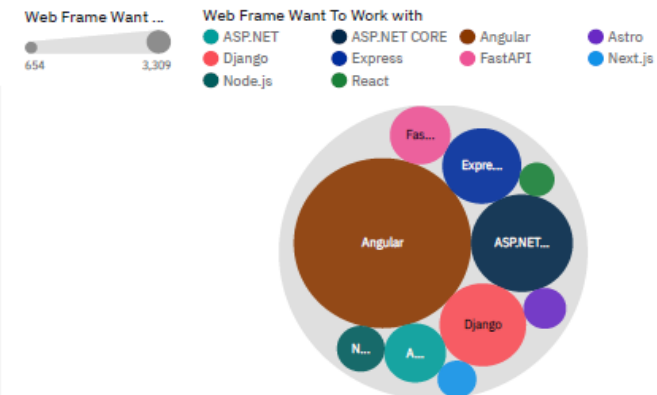 Web Frame Want ...
654 3,309
Web Frame Want To Work with
ASP.NET ASP.NET CORE Angular Astro
Django Express FastAPI Next.js
Node.js React
Fas...
Expre...
Angular
ASP.NET...
Django
N...
A...